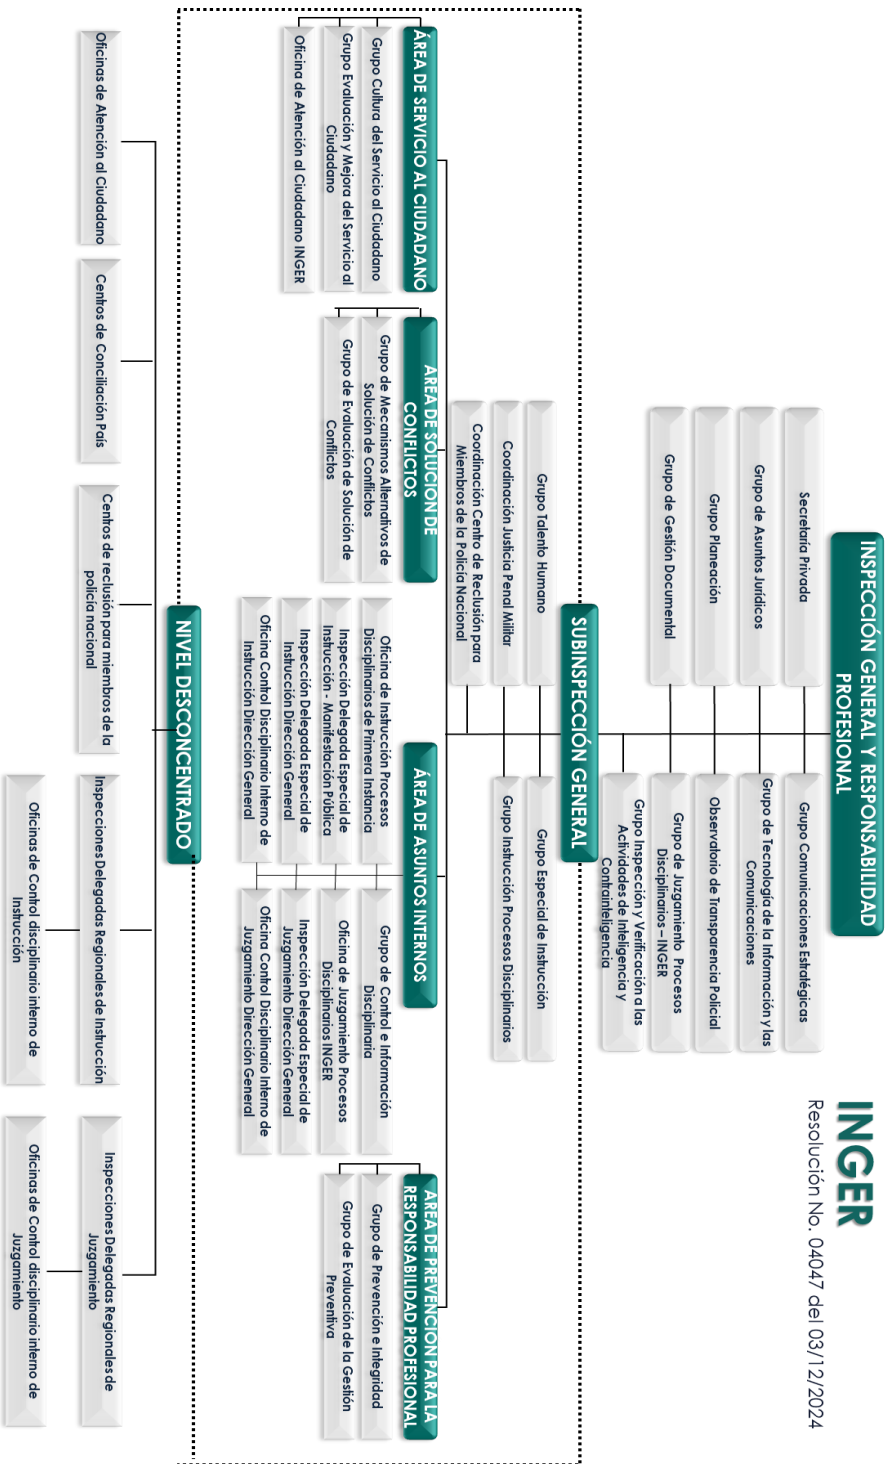 INGER
Resolución No. 04047 del 03/12/2024
INSPECCIÓN GENERAL Y RESPONSABILIDAD
PROFESIONAL
Secretaría Privada
Grupo Comunicaciones Estratégicas
Grupo de Asuntos Jurídicos
Grupo de Tecnología de la Información y las
Comunicaciones
Grupo Planeación
Observatorio de Transparencia Policial
Grupo de Gestión Documental
Grupo de Juzgamiento Procesos
Disciplinarios – INGER
Grupo Inspección y Verificación a las
Actividades de Inteligencia y
Contrainteligencia
SUBINSPECCIÓN GENERAL
Grupo Talento Humano
Grupo Especial de Instrucción
Coordinación Justicia Penal Militar
Grupo Instrucción Procesos Disciplinarios
Coordinación Centro de Reclusión para
Miembros de la Policía Nacional
ÁREA DE SERVICIO AL CIUDADANO
Grupo Cultura del Servicio al Ciudadano
Grupo Evaluación y Mejora del Servicio al
Ciudadano
Oficina de Atención al Ciudadano INGER
ÁREA DE SOLUCIÓN DE
CONFLICTOS
Grupo de Mecanismos Alternativos de
Solución de Conflictos
Grupo de Evaluación de Solución de
Conflictos
ÁREA DE ASUNTOS INTERNOS
Oficina de Instrucción Procesos
Disciplinarios de Primera Instancia
Grupo de Control e Información
Disciplinaria
Inspección Delegada Especial de
Instrucción - Manifestación Pública
Oficina de Juzgamiento Procesos
Disciplinarios INGER
Inspección Delegada Especial de
Instrucción Dirección General
Inspección Delegada Especial de
Juzgamiento Dirección General
Oficina Control Disciplinario Interno de
Instrucción Dirección General
Oficina Control Disciplinario Interno de
Juzgamiento Dirección General
ÁREA DE PREVENCIÓN PARA LA
RESPONSABILIDAD PROFESIONAL
Grupo de Prevención e Integridad
Grupo de Evaluación de la Gestión
Preventiva
NIVEL DESCONCENTRADO
Oficinas de Atención al Ciudadano
Centros de Conciliación País
Centros de reclusión para miembros de la
policía nacional
Inspecciones Delegadas Regionales de Instrucción
Oficinas de Control disciplinario interno de
Instrucción
Inspecciones Delegadas Regionales de
Juzgamiento
Oficinas de Control disciplinario interno de
Juzgamiento